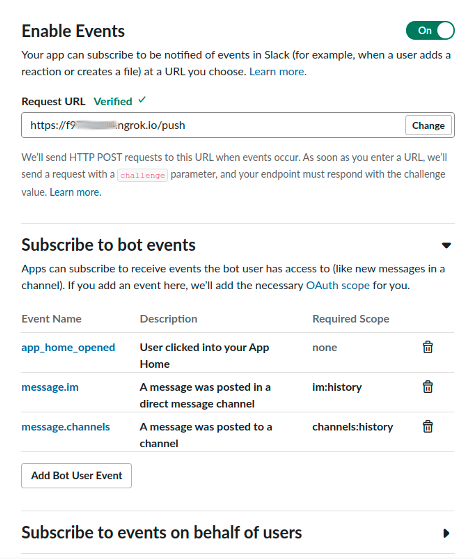 Enable Events
On
Your app can subscribe to be notified of events in Slack (for example, when a user adds a
reaction or creates a file) at a URL you choose. Learn more.
Request URL Verified ✓
https://f9 .ngrok.io/push
Change
We'll send HTTP POST requests to this URL when events occur. As soon as you enter a URL, we'll
send a request with a challenge parameter, and your endpoint must respond with the challenge
value. Learn more.
Subscribe to bot events
Apps can subscribe to receive events the bot user has access to (like new messages in a
channel). If you add an event here, we'll add the necessary OAuth scope for you.
Event Name Description Required Scope
app_home_opened User clicked into your App none
Home
message.im A message was posted in a im:history
direct message channel
message.channels A message was posted to a channels:history
channel
Add Bot User Event
Subscribe to events on behalf of users